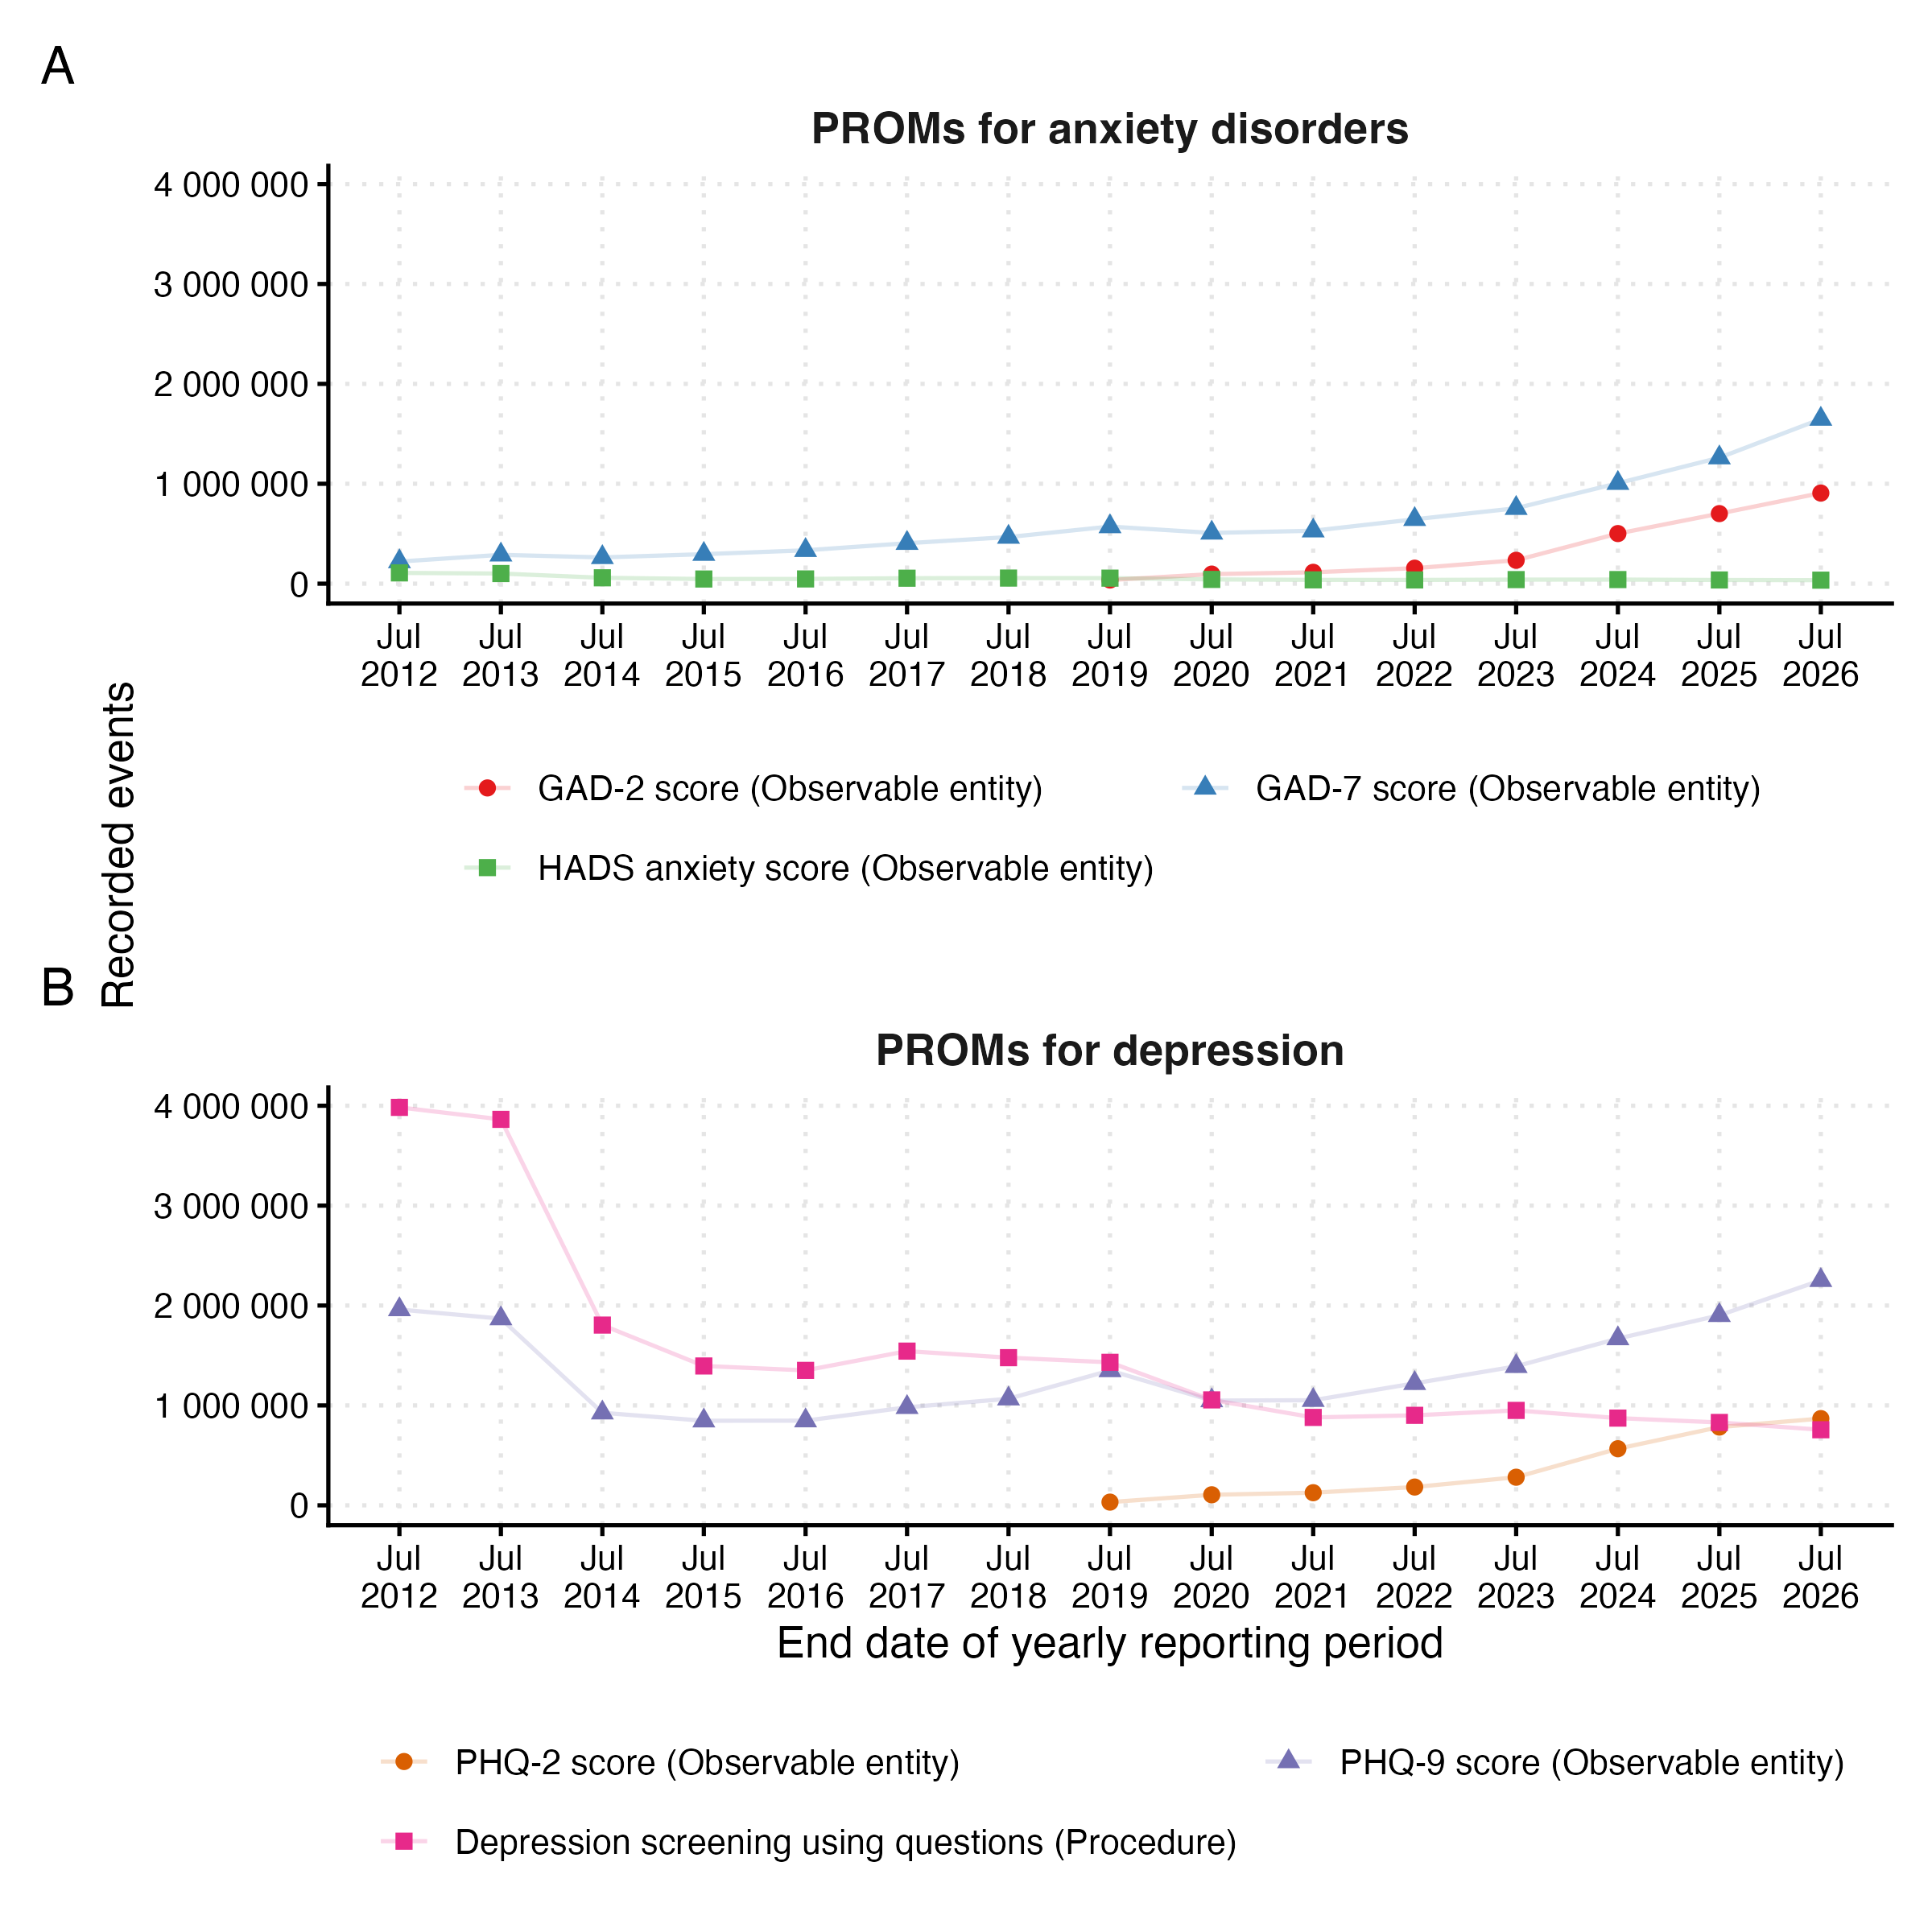 A
PROMs for anxiety disorders
4 000 000
3 000 000
2 000 000
1 000 000
0
Jul 2012
Jul 2013
Jul 2014
Jul 2015
Jul 2016
Jul 2017
Jul 2018
Jul 2019
Jul 2020
Jul 2021
Jul 2022
Jul 2023
Jul 2024
Jul 2025
Jul 2026
GAD-2 score (Observable entity)
GAD-7 score (Observable entity)
HADS anxiety score (Observable entity)
Recorded events
B
PROMs for depression
4 000 000
3 000 000
2 000 000
1 000 000
0
Jul 2012
Jul 2013
Jul 2014
Jul 2015
Jul 2016
Jul 2017
Jul 2018
Jul 2019
Jul 2020
Jul 2021
Jul 2022
Jul 2023
Jul 2024
Jul 2025
Jul 2026
End date of yearly reporting period
PHQ-2 score (Observable entity)
PHQ-9 score (Observable entity)
Depression screening using questions (Procedure)